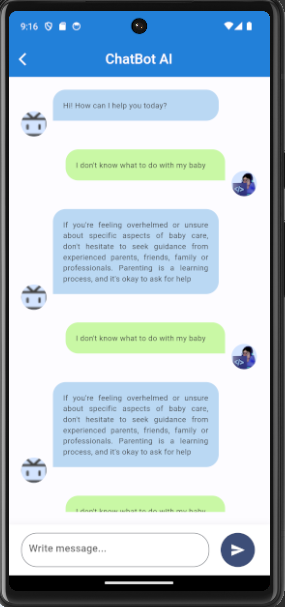 9:16
ChatBot AI
Hi! How can I help you today?
I don't know what to do with my baby
If you're feeling overhelmed or unsure
about specific aspects of baby care,
don't hesitate to seek guidance from
experienced parents, friends, family or
professionals. Parenting is a learning
process, and it's okay to ask for help
I don't know what to do with my baby
If you're feeling overhelmed or unsure
about specific aspects of baby care,
don't hesitate to seek guidance from
experienced parents, friends, family or
professionals. Parenting is a learning
process, and it's okay to ask for help
I don't know what to do with my baby
Write message...